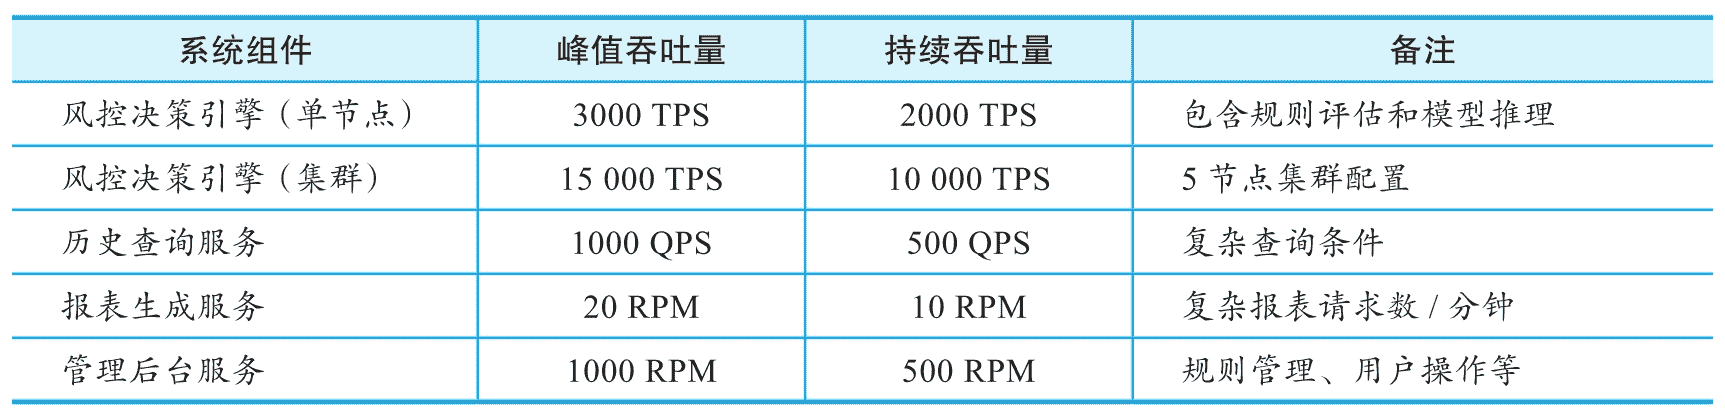 系统组件 峰值吞吐量 持续吞吐量 备注
风控决策引擎（单节点） 3000 TPS 2000 TPS 包含规则评估和模型推理
风控决策引擎（集群） 15 000 TPS 10 000 TPS 5 节点集群配置
历史查询服务 1000 QPS 500 QPS 复杂查询条件
报表生成服务 20 RPM 10 RPM 复杂报表请求数 / 分钟
管理后台服务 1000 RPM 500 RPM 规则管理、用户操作等